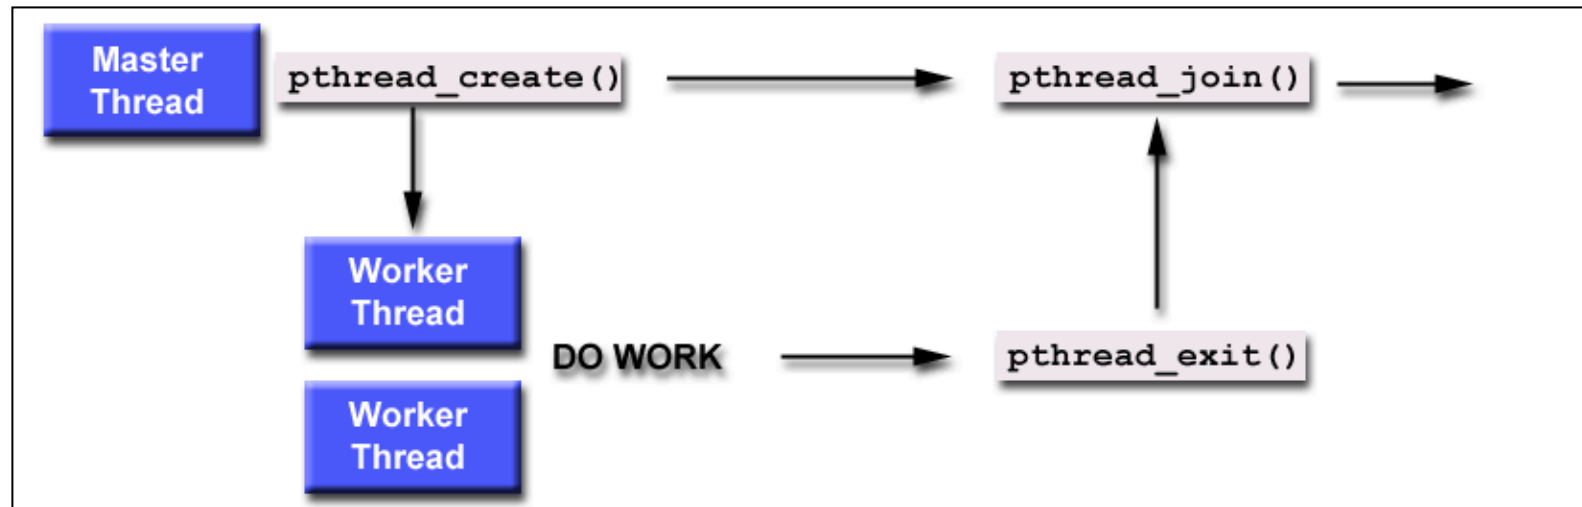 Master
Thread
pthread_create()
pthread_join()
Worker
Thread
DO WORK
pthread_exit()
Worker
Thread